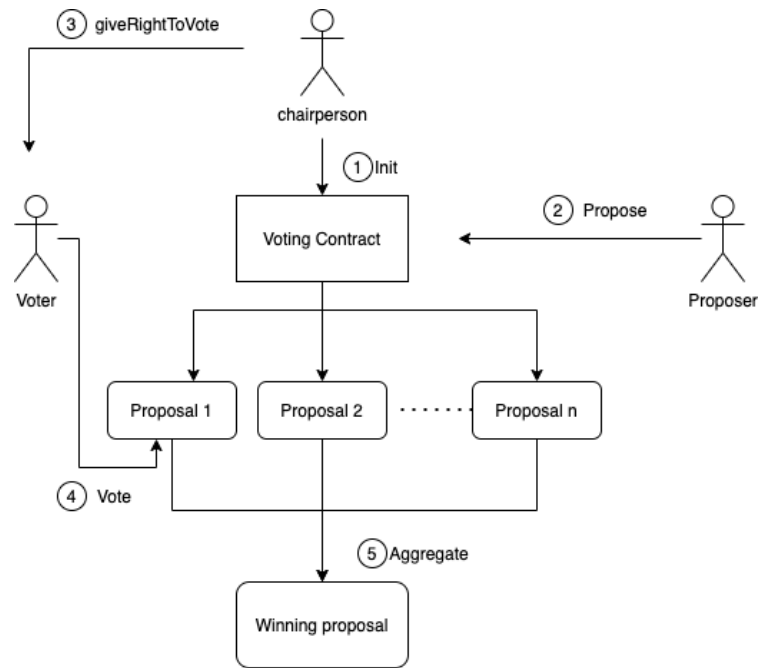 3 giveRightToVote
chairperson
1 Init
2 Propose
Voting Contract
Voter
Proposer
Proposal 1
Proposal 2
Proposal n
4 Vote
5 Aggregate
Winning proposal